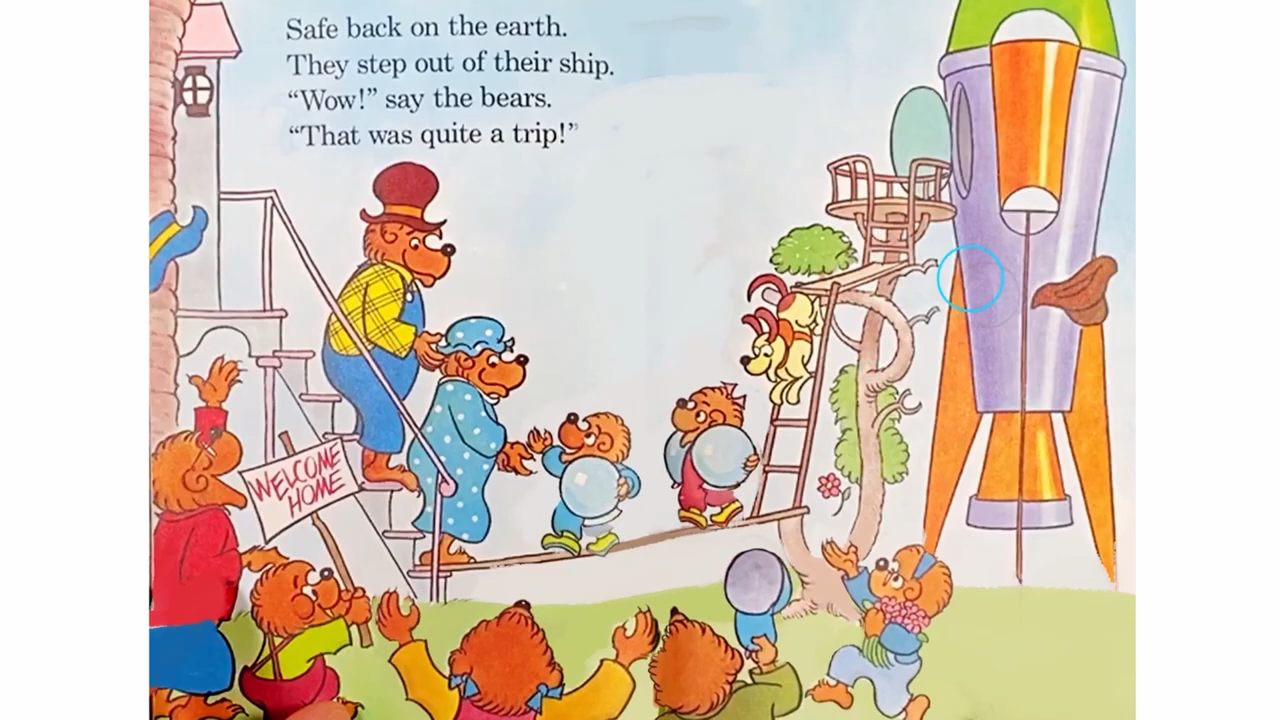 Safe back on the earth.
They step out of their ship.
“Wow!” say the bears.
“That was quite a trip!”
WELCOME
HOME